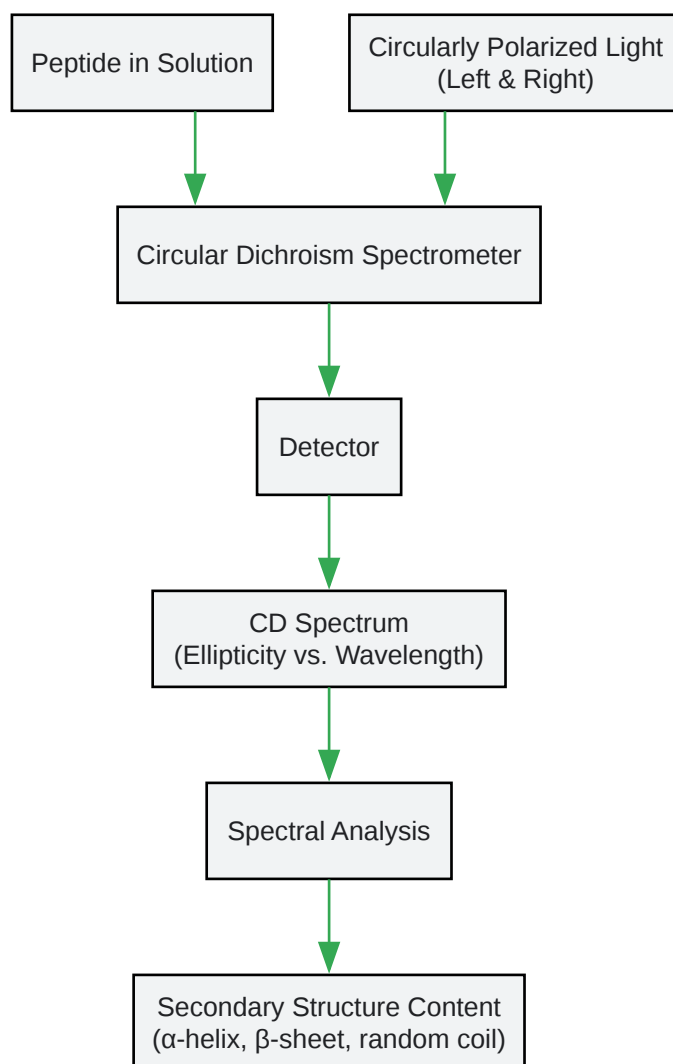 Peptide in Solution
Circularly Polarized Light
(Left & Right)
Circular Dichroism Spectrometer
Detector
CD Spectrum
(Ellipticity vs. Wavelength)
Spectral Analysis
Secondary Structure Content
(α-helix, β-sheet, random coil)